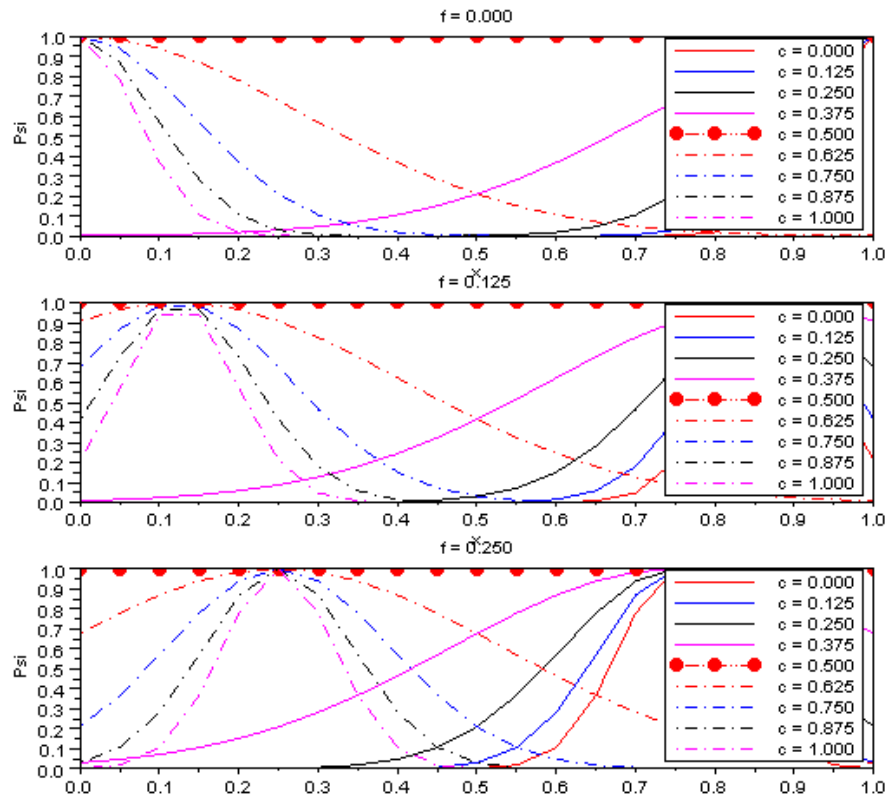 f = 0.000
Psi
1.0
0.9
0.8
0.7
0.6
0.5
0.4
0.3
0.2
0.1
0.0
c = 0.000
c = 0.125
c = 0.250
c = 0.375
c = 0.500
c = 0.625
c = 0.750
c = 0.875
c = 1.000
0.0 0.1 0.2 0.3 0.4 0.5 0.6 0.7 0.8 0.9 1.0
x
f = 0.125
Psi
1.0
0.9
0.8
0.7
0.6
0.5
0.4
0.3
0.2
0.1
0.0
c = 0.000
c = 0.125
c = 0.250
c = 0.375
c = 0.500
c = 0.625
c = 0.750
c = 0.875
c = 1.000
0.0 0.1 0.2 0.3 0.4 0.5 0.6 0.7 0.8 0.9 1.0
x
f = 0.250
Psi
1.0
0.9
0.8
0.7
0.6
0.5
0.4
0.3
0.2
0.1
0.0
c = 0.000
c = 0.125
c = 0.250
c = 0.375
c = 0.500
c = 0.625
c = 0.750
c = 0.875
c = 1.000
0.0 0.1 0.2 0.3 0.4 0.5 0.6 0.7 0.8 0.9 1.0